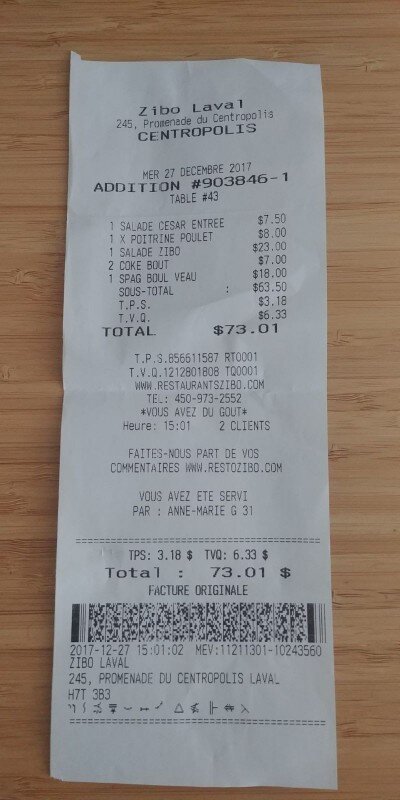 Zibo Laval
245, Promenade du Centropolis
CENTROPOLIS
MER 27 DECEMBRE 2017
ADDITION #903846-1
TABLE #43
1 SALADE CESAR ENTREE $7.50
1 X POITRINE POULET $8.00
1 SALADE ZIBO $23.00
2 COKE BOUT $7.00
1 SPAG BOUL VEAU $18.00
SOUS-TOTAL : $63.50
T.P.S. $3.18
T.V.Q. $6.33
TOTAL $73.01
T.P.S.856611587 RT0001
T.V.Q.1212801808 TQ0001
WWW.RESTAURANTSZIBO.COM
TEL: 450-973-2552
*VOUS AVEZ DU GOUT*
Heure: 15:01 2 CLIENTS
FAITES-NOUS PART DE VOS
COMMENTAIRES WWW.RESTOZIBO.COM
VOUS AVEZ ETE SERVI
PAR : ANNE-MARIE G 31
TPS: 3.18 $ TVQ: 6.33 $
Total : 73.01 $
FACTURE ORIGINALE
2017-12-27 15:01:02 MEV:11211301-10243560
ZIBO LAVAL
245, PROMENADE DU CENTROPOLIS LAVAL
H7T 3B3